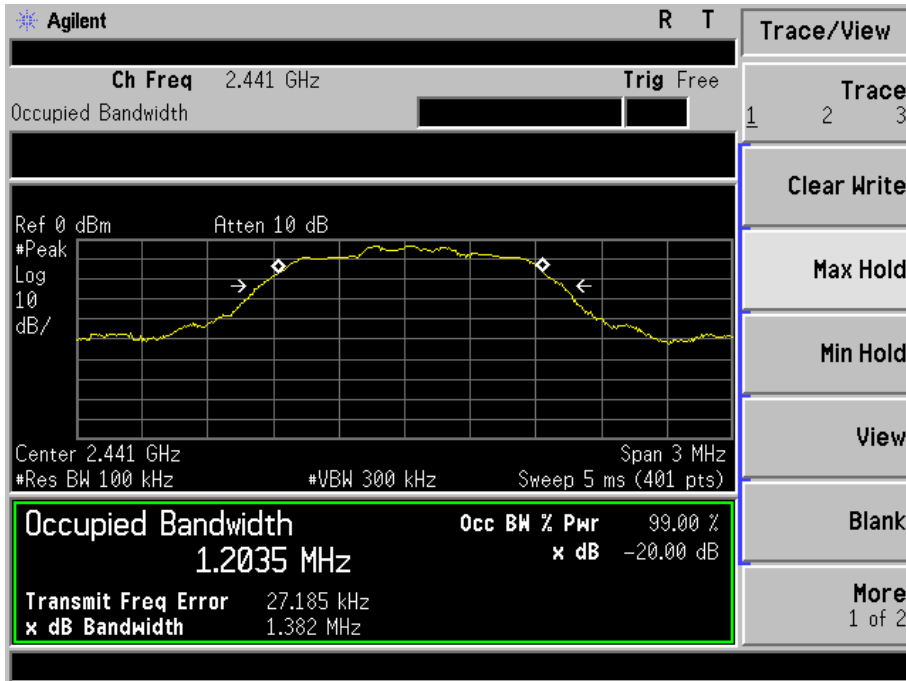 Agilent R T
Ch Freq 2.441 GHz Trig Free
Occupied Bandwidth
Ref 0 dBm Atten 10 dB
#Peak
Log
10
dB/
Center 2.441 GHz Span 3 MHz
#Res BW 100 kHz #VBW 300 kHz Sweep 5 ms (401 pts)
Occupied Bandwidth Occ BW % Pwr 99.00 %
1.2035 MHz x dB -20.00 dB
Transmit Freq Error 27.185 kHz
x dB Bandwidth 1.382 MHz
Trace/View
Trace
1 2 3
Clear Write
Max Hold
Min Hold
View
Blank
More
1 of 2